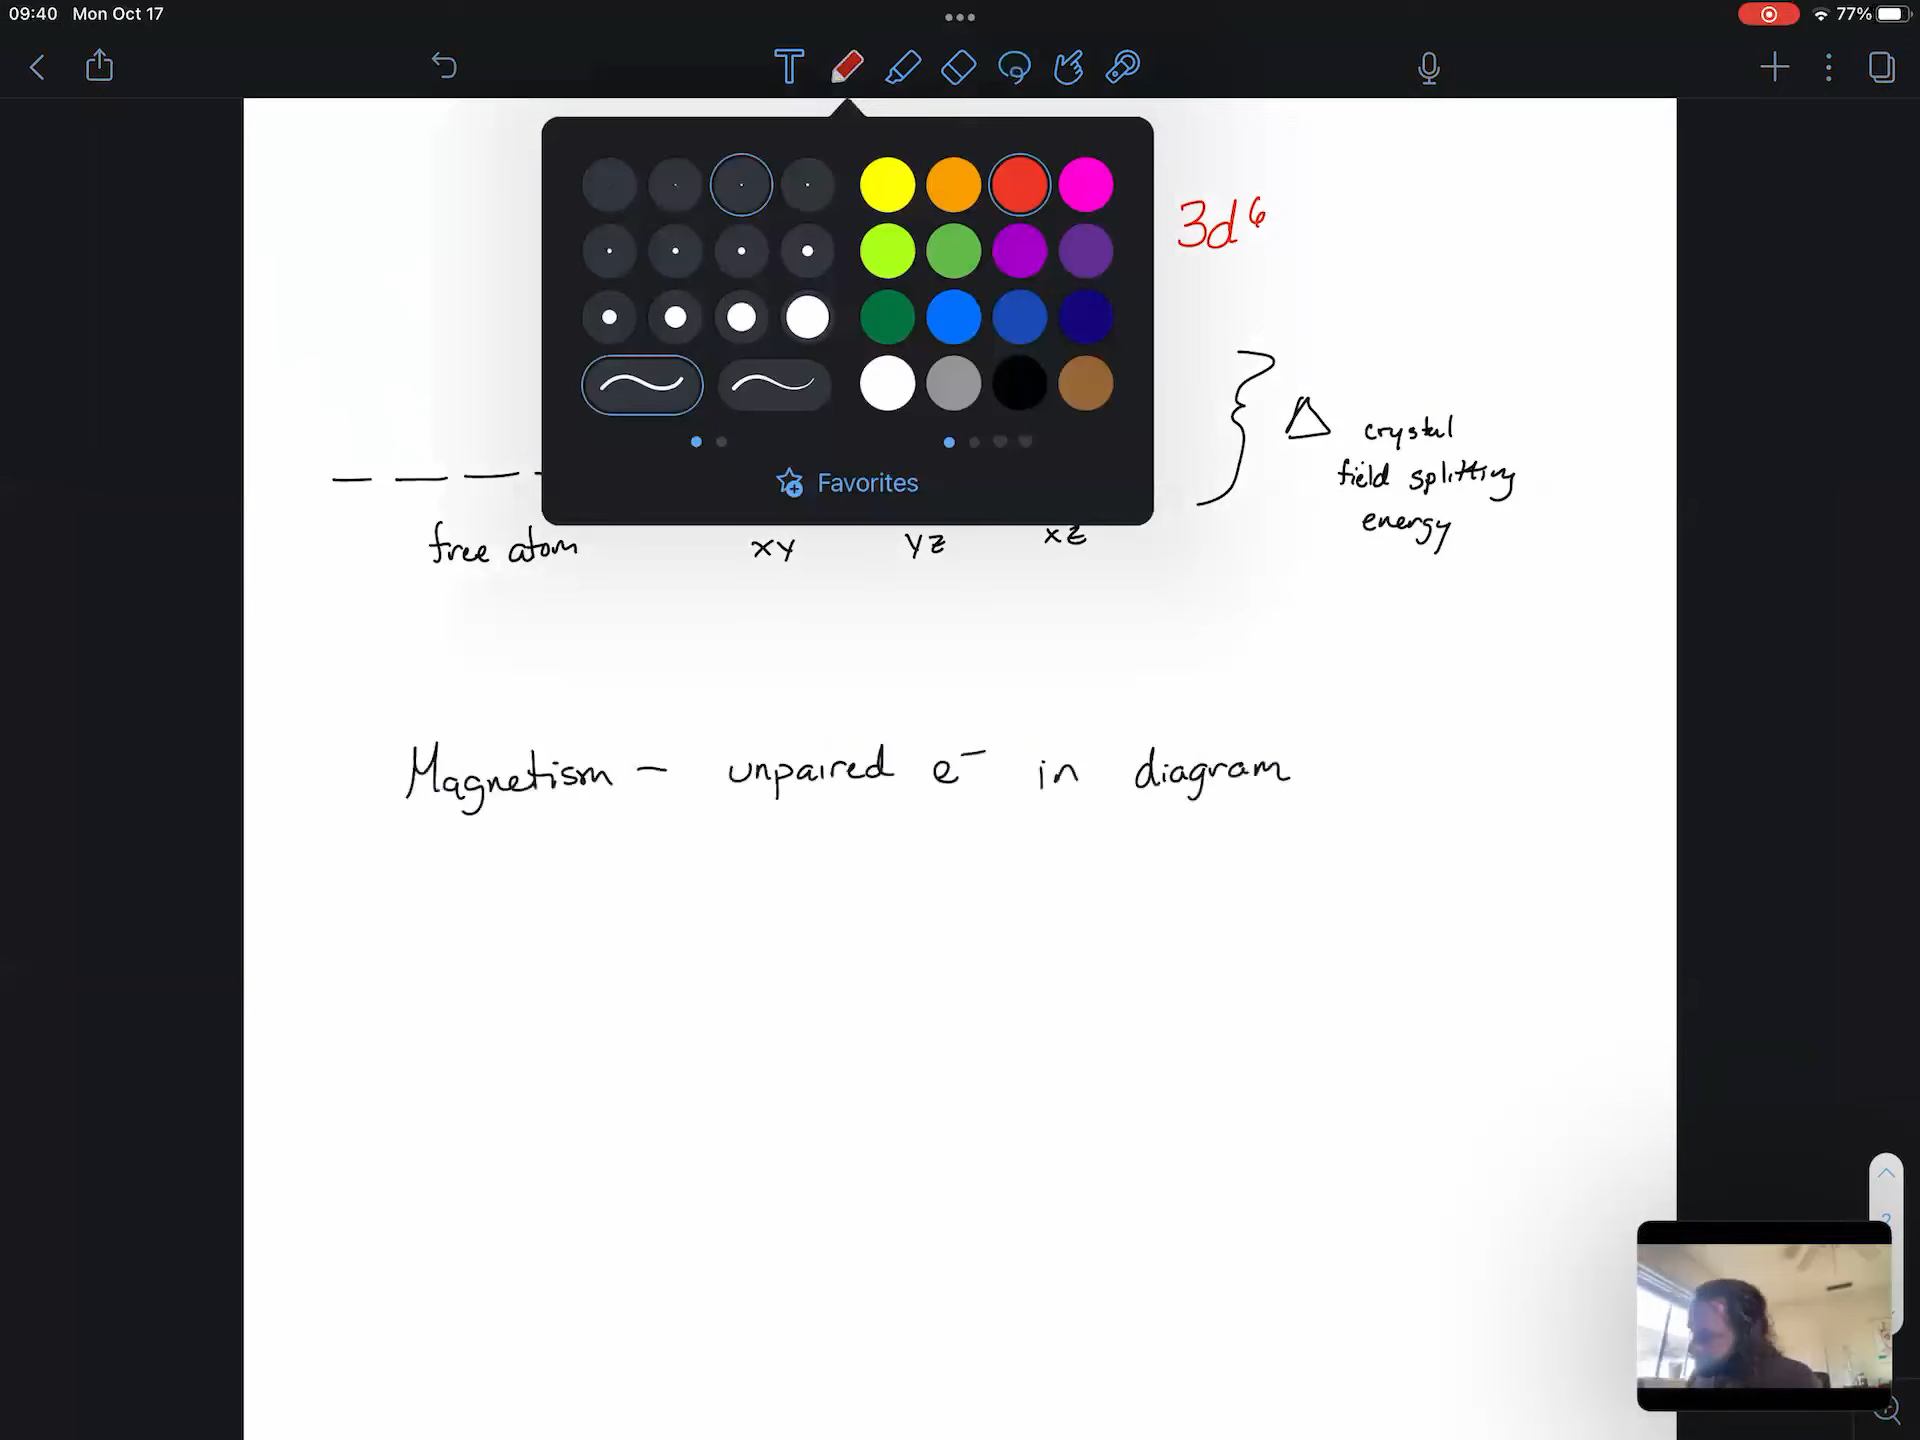 09:40 Mon Oct 17
77%
3d⁶
Δ crystal
field splitting
energy
Favorites
free atom
xy yz xz
Magnetism — unpaired e⁻ in diagram
2